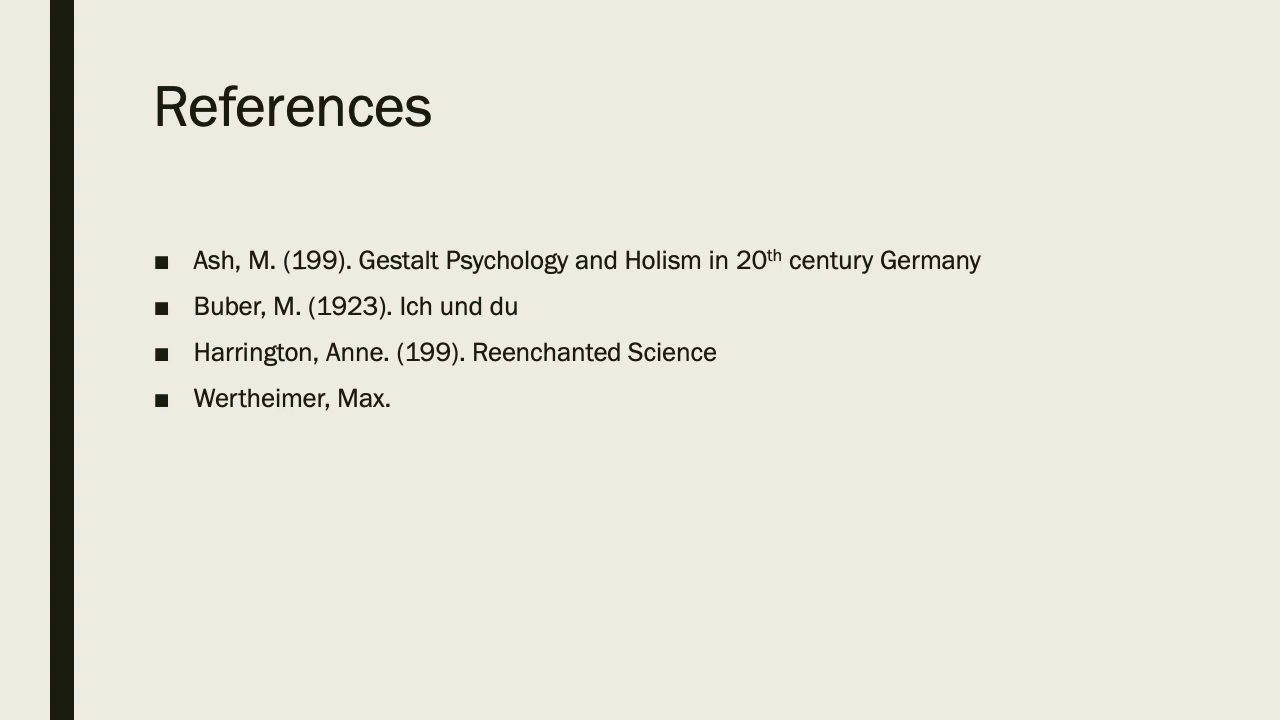 References
■ Ash, M. (199). Gestalt Psychology and Holism in 20th century Germany
■ Buber, M. (1923). Ich und du
■ Harrington, Anne. (199). Reenchanted Science
■ Wertheimer, Max.